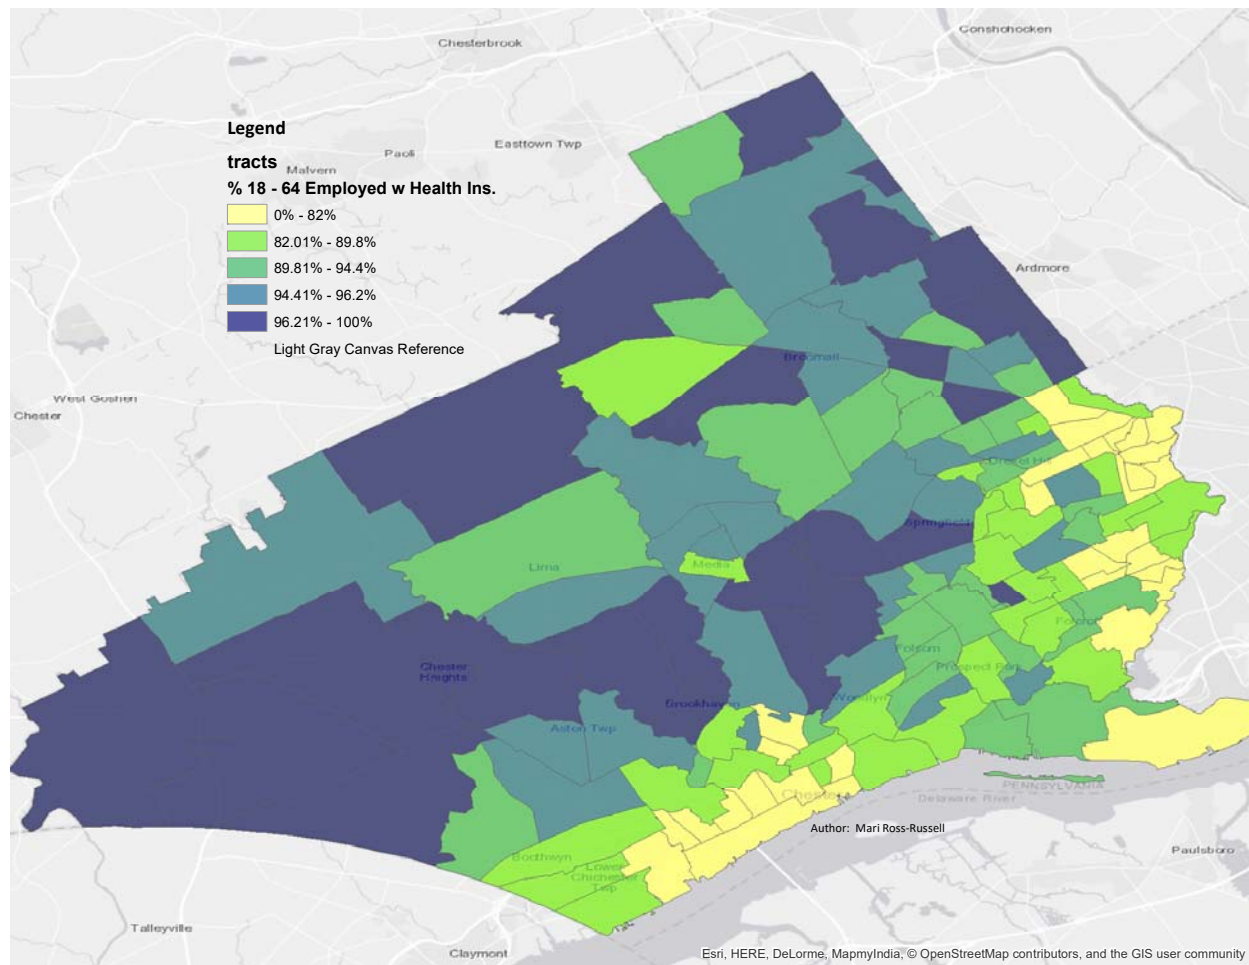 Conshohocken
Chesterbrook
Legend
Easttown Twp
Paoli
tracts
Malvern
% 18 - 64 Employed w Health Ins.
0% - 82%
82.01% - 89.8%
89.81% - 94.4%
Ardmore
94.41% - 96.2%
96.21% - 100%
Light Gray Canvas Reference
Broomall
West Goshen
Chester
Drexel Hill
Springfield
Media
Lima
Folcroft
Folsom
Chester
Heights
Prospect Park
Woodlyn
Brookhaven
Aston Twp
PENNSYLVANIA
Chester
Delaware River
Author: Mari Ross-Russell
Paulsboro
Boothwyn
Lower
Chichester
Twp
Talleyville
Claymont
Esri, HERE, DeLorme, MapmyIndia, © OpenStreetMap contributors, and the GIS user community